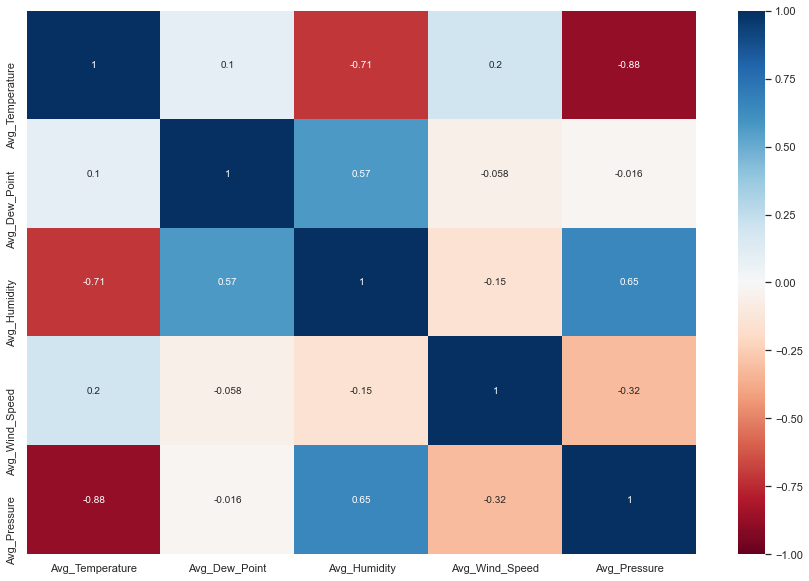 Avg_Temperature 1 0.1 -0.71 0.2 -0.88
Avg_Dew_Point 0.1 1 0.57 -0.058 -0.016
Avg_Humidity -0.71 0.57 1 -0.15 0.65
Avg_Wind_Speed 0.2 -0.058 -0.15 1 -0.32
Avg_Pressure -0.88 -0.016 0.65 -0.32 1
Avg_Temperature Avg_Dew_Point Avg_Humidity Avg_Wind_Speed Avg_Pressure
1.00
0.75
0.50
0.25
0.00
−0.25
−0.50
−0.75
−1.00